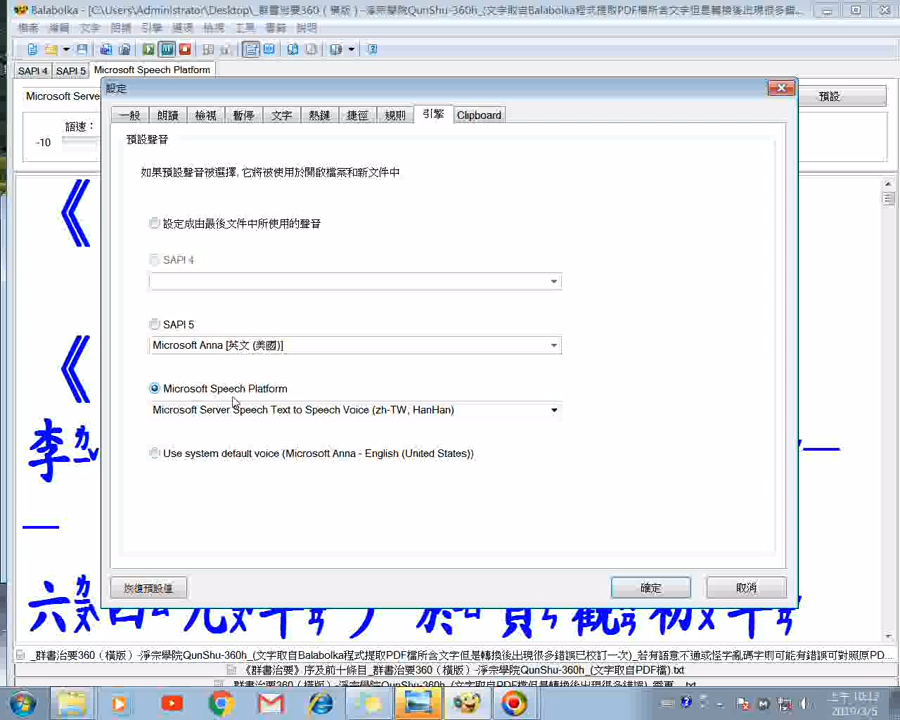 Balabolka - [C:\Users\Administrator\Desktop\_群書治要360（橫版）-淨宗學院QunShu-360h_(文字取自Balabolka程式提取PDF檔所含文字但是轉換後出現很多錯...
檔案 編輯 文字 朗讀 引擎 選項 檢視 工具 書籤 說明
SAPI 4 SAPI 5 Microsoft Speech Platform
設定
Microsoft Serve
預設
一般 朗讀 檢視 暫停 文字 熱鍵 捷徑 規則 引擎 Clipboard
語速：
-10
預設聲音
如果預設聲音被選擇, 它將被使用於開啟檔案和新文件中
《
設定成由最後文件中所使用的聲音
SAPI 4
SAPI 5
Microsoft Anna [英文 (美國)]
《
Microsoft Speech Platform
Microsoft Server Speech Text to Speech Voice (zh-TW, HanHan)
李
Use system default voice (Microsoft Anna - English (United States))
恢復預設值 確定 取消
_群書治要360（橫版）-淨宗學院QunShu-360h_(文字取自Balabolka程式提取PDF檔所含文字但是轉換後出現很多錯誤已校訂一次)_若有語意不通或怪字亂碼字則可能有錯誤可對照原PD...
《群書治要》序及前十條目_群書治要360（橫版）-淨宗學院QunShu-360h_(文字取自PDF檔).txt
上午 10:13
2019/3/5